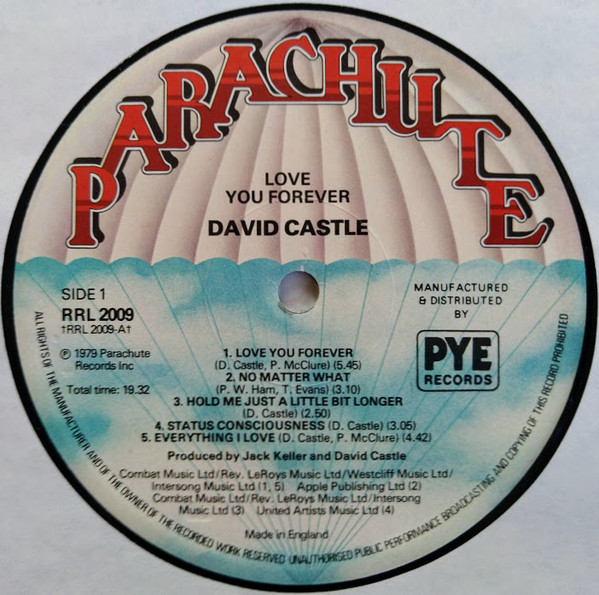 PARACHUTE
LOVE
YOU FOREVER
DAVID CASTLE
SIDE 1
RRL 2009
†RRL 2009-A†
℗ 1979 Parachute
Records Inc
Total time: 19.32
MANUFACTURED
& DISTRIBUTED
BY
PYE
RECORDS
1. LOVE YOU FOREVER
(D. Castle, P. McClure) (5.45)
2. NO MATTER WHAT
(P. W. Ham, T. Evans) (3.10)
3. HOLD ME JUST A LITTLE BIT LONGER
(D. Castle) (2.50)
4. STATUS CONSCIOUSNESS (D. Castle) (3.05)
5. EVERYTHING I LOVE (D. Castle, P. McClure) (4.42)
Produced by Jack Keller and David Castle
Combat Music Ltd/Rev. LeRoys Music Ltd/Westcliff Music Ltd/
Intersong Music Ltd (1, 5) Apple Publishing Ltd (2)
Combat Music Ltd/Rev. LeRoys Music Ltd/Intersong
Music Ltd (3) United Artists Music Ltd (4)
Made in England
ALL RIGHTS OF THE MANUFACTURER AND OF THE OWNER OF THE RECORDED WORK RESERVED UNAUTHORISED PUBLIC PERFORMANCE BROADCASTING AND COPYING OF THIS RECORD PROHIBITED